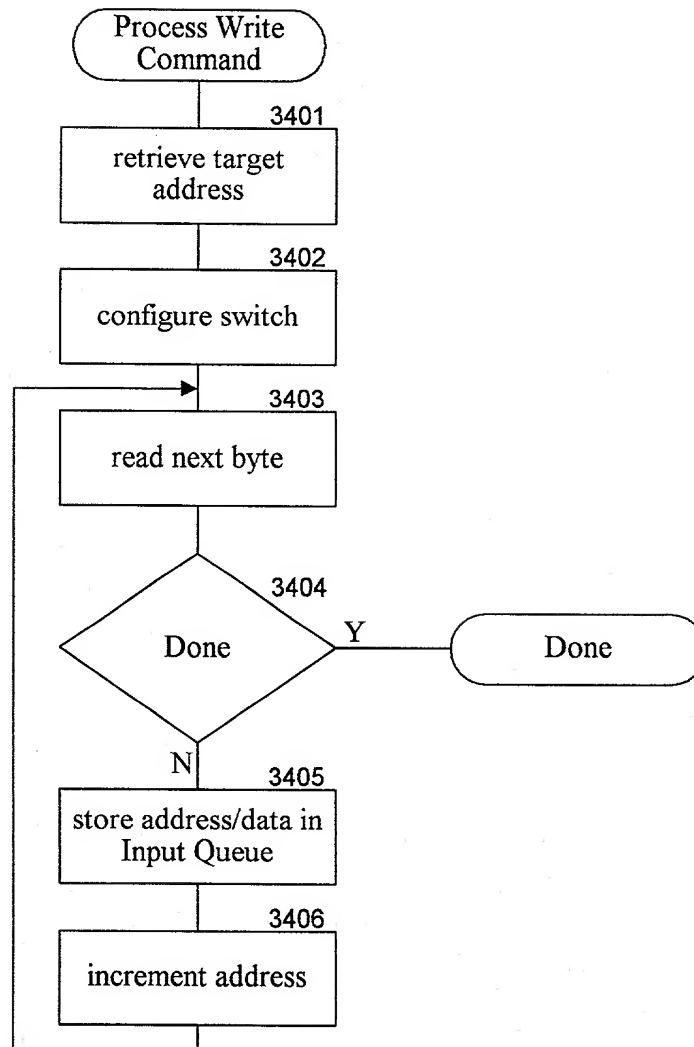 Process Write
Command
3401
retrieve target
address
3402
configure switch
3403
read next byte
3404
Done
Y
Done
N
3405
store address/data in
Input Queue
3406
increment address